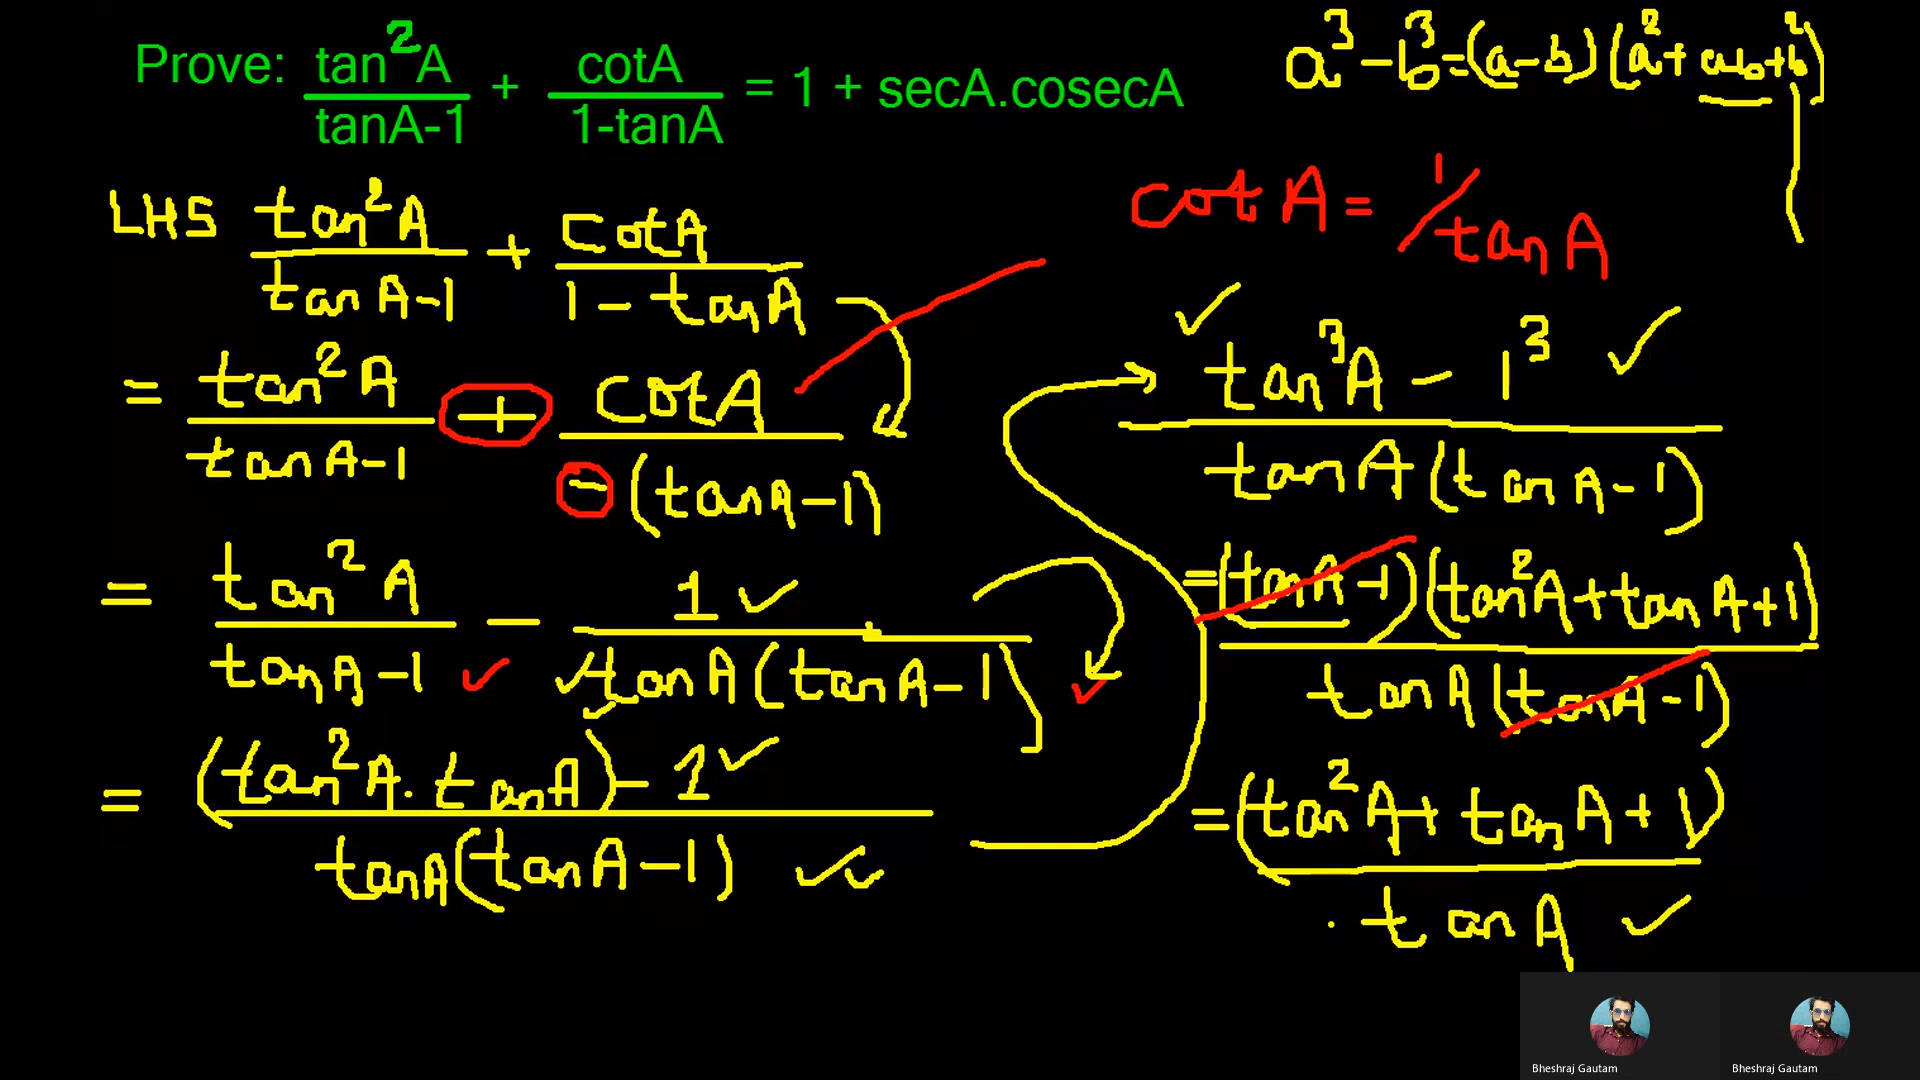 Prove: tan²A/tanA-1 + cotA/1-tanA = 1 + secA.cosecA
a³-b³=(a-b)(a²+ab+b²)
cotA = 1/tanA
LHS tan²A/tanA-1 + cotA/1-tanA
= tan²A/tanA-1 + cotA/-(tanA-1)
= tan²A/tanA-1 - 1/tanA(tanA-1)
= (tan²A.tanA)-1/tanA(tanA-1)
tan³A-1³/tanA(tanA-1)
=(tanA-1)(tan²A+tanA+1)/tanA(tanA-1)
=(tan²A+tanA+1)/tanA
Bheshraj Gautam
Bheshraj Gautam